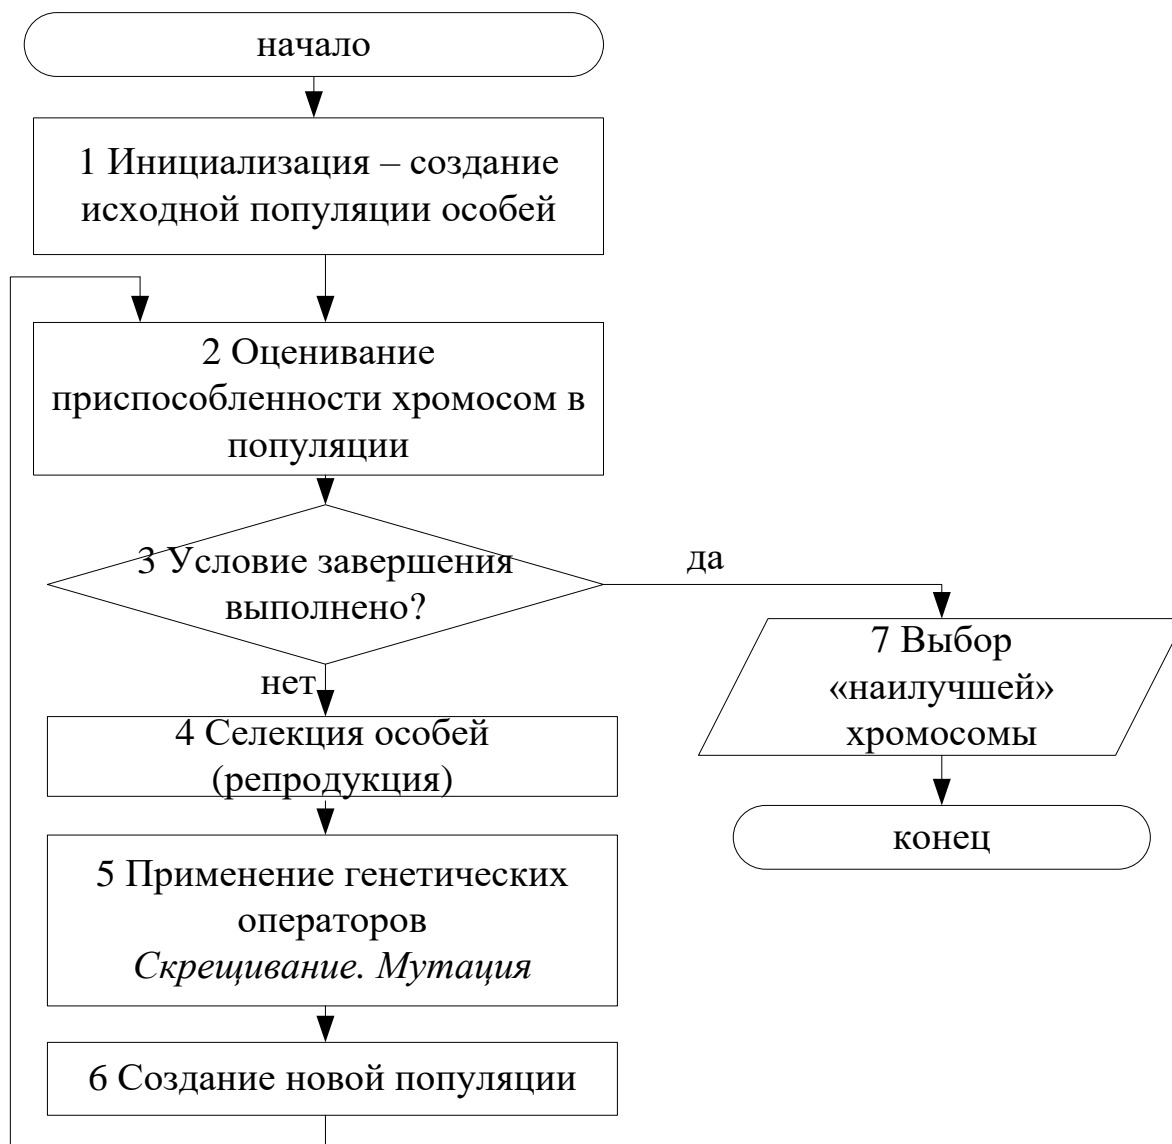 начало
1 Инициализация – создание
исходной популяции особей
2 Оценивание
приспособленности хромосом в
популяции
3 Условие завершения
выполнено?
да
нет
7 Выбор
«наилучшей»
хромосомы
4 Селекция особей
(репродукция)
конец
5 Применение генетических
операторов
Скрещивание. Мутация
6 Создание новой популяции